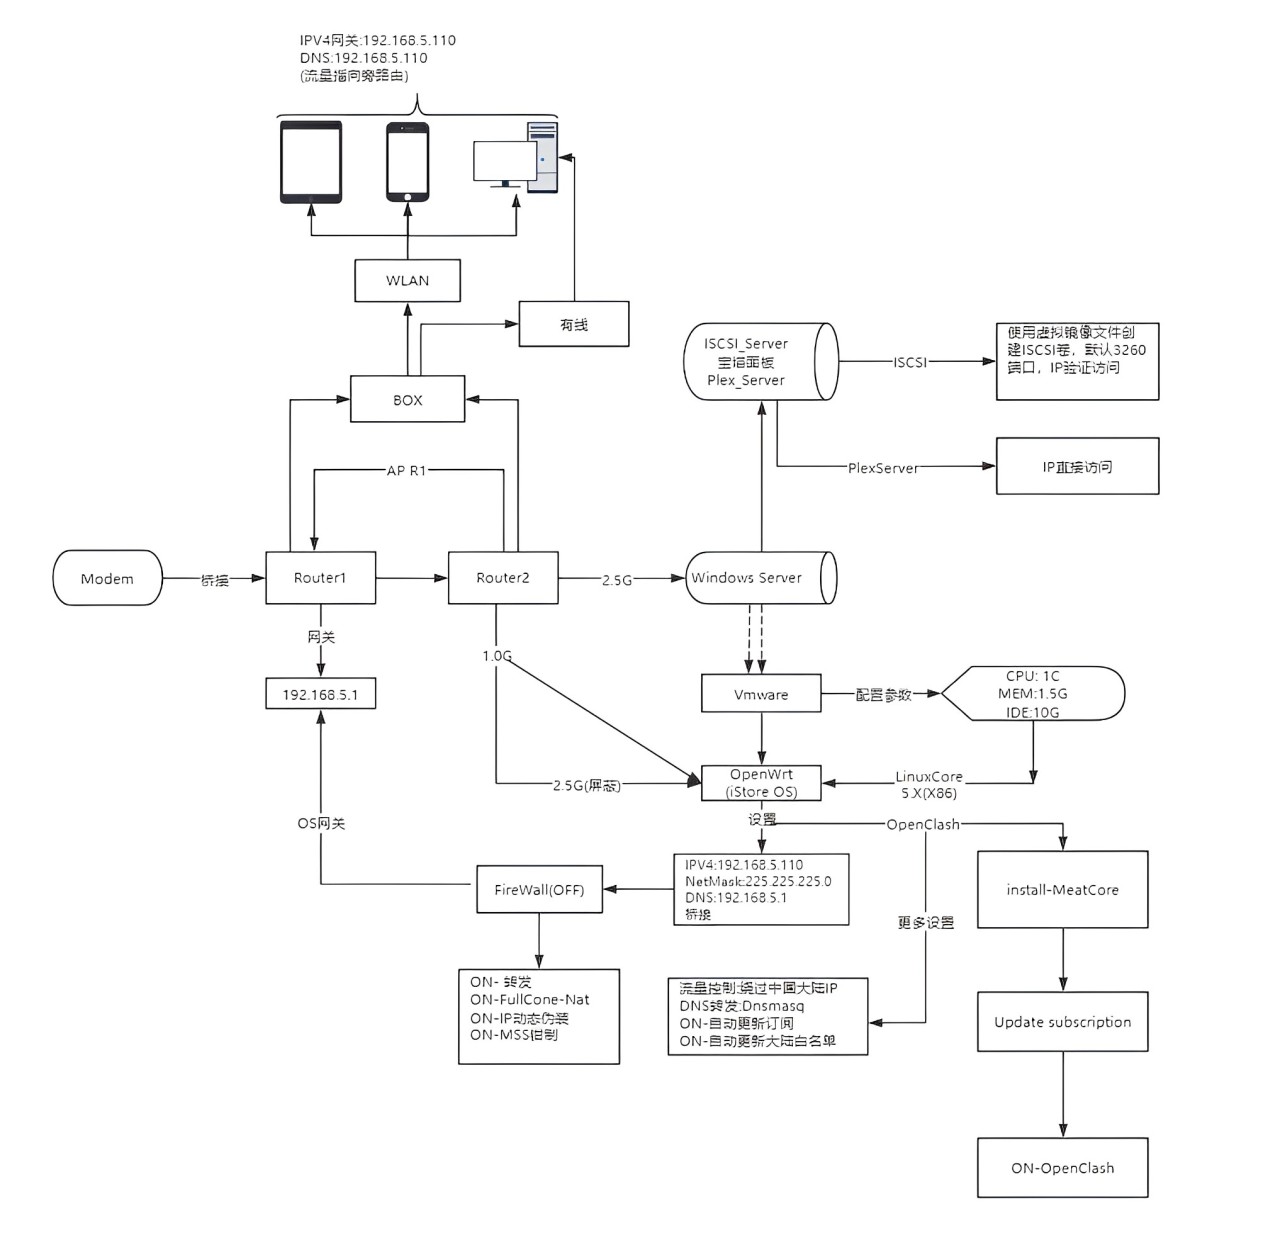 IPV4网关:192.168.5.110
DNS:192.168.5.110
(流量指向旁路由)
WLAN
有线
BOX
ISCSI_Server
宝塔面板
Plex_Server
ISCSI
使用虚拟镜像文件创
建ISCSI卷，默认3260
端口，IP验证访问
PlexServer
IP直接访问
AP R1
Modem
桥接
Router1
Router2
2.5G
Windows Server
网关
1.0G
192.168.5.1
Vmware
配置参数
CPU: 1C
MEM:1.5G
IDE:10G
2.5G(屏蔽)
OpenWrt
(iStore OS)
LinuxCore
5.X(X86)
OS网关
设置
OpenClash
IPV4:192.168.5.110
NetMask:225.225.225.0
DNS:192.168.5.1
桥接
FireWall(OFF)
install-MeatCore
更多设置
ON- 转发
ON-FullCone-Nat
ON-IP动态伪装
ON-MSS钳制
流量控制:绕过中国大陆IP
DNS转发:Dnsmasq
ON-自动更新订阅
ON-自动更新大陆白名单
Update subscription
ON-OpenClash